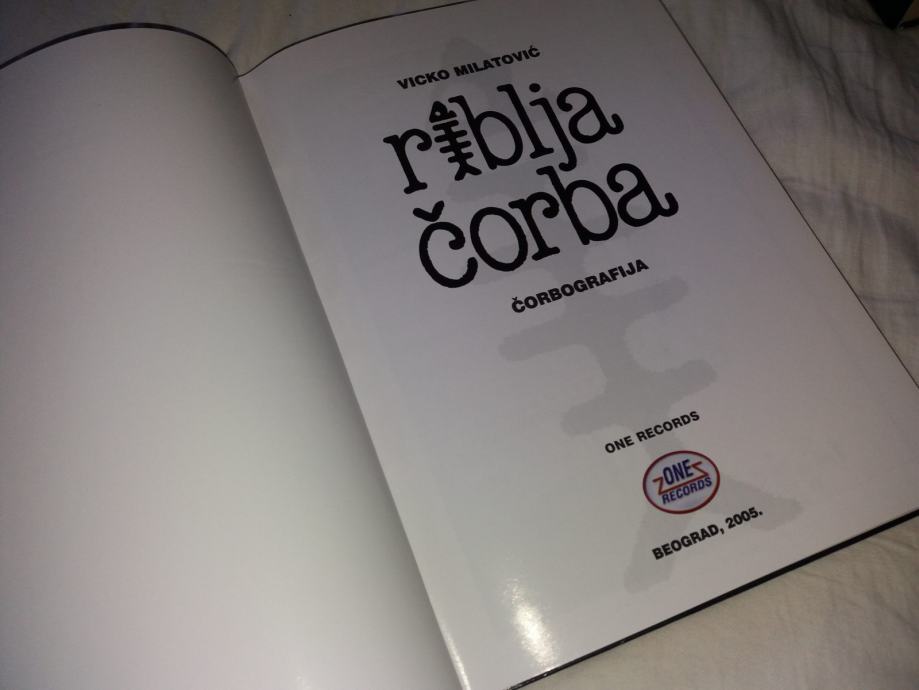 VICKO MILATOVIĆ
riblja
čorba
ČORBOGRAFIJA
ONE RECORDS
ONE
RECORDS
BEOGRAD, 2005.